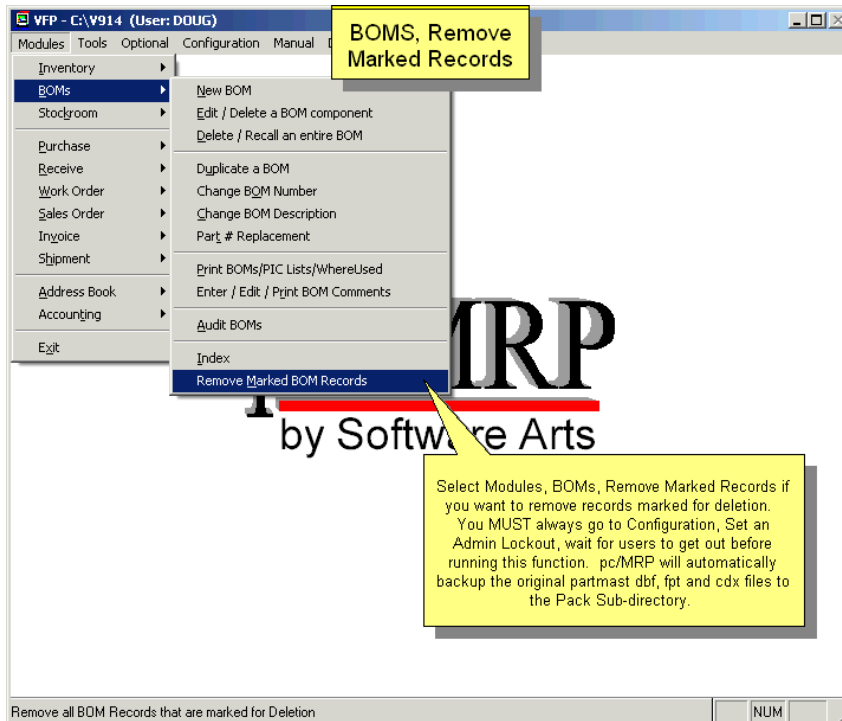 VFP - C:\V914 (User: DOUG)
BOMS, Remove
Marked Records
Modules Tools Optional Configuration Manual
Inventory
BOMs
Stockroom
Purchase
Receive
Work Order
Sales Order
Invoice
Shipment
Address Book
Accounting
Exit
New BOM
Edit / Delete a BOM component
Delete / Recall an entire BOM
Duplicate a BOM
Change BOM Number
Change BOM Description
Part # Replacement
Print BOMs/PIC Lists/WhereUsed
Enter / Edit / Print BOM Comments
Audit BOMs
Index
Remove Marked BOM Records
MRP
by Software Arts
Select Modules, BOMs, Remove Marked Records if
you want to remove records marked for deletion.
You MUST always go to Configuration, Set an
Admin Lockout, wait for users to get out before
running this function. pc/MRP will automatically
backup the original partmast dbf, fpt and cdx files to
the Pack Sub-directory.
Remove all BOM Records that are marked for Deletion
NUM